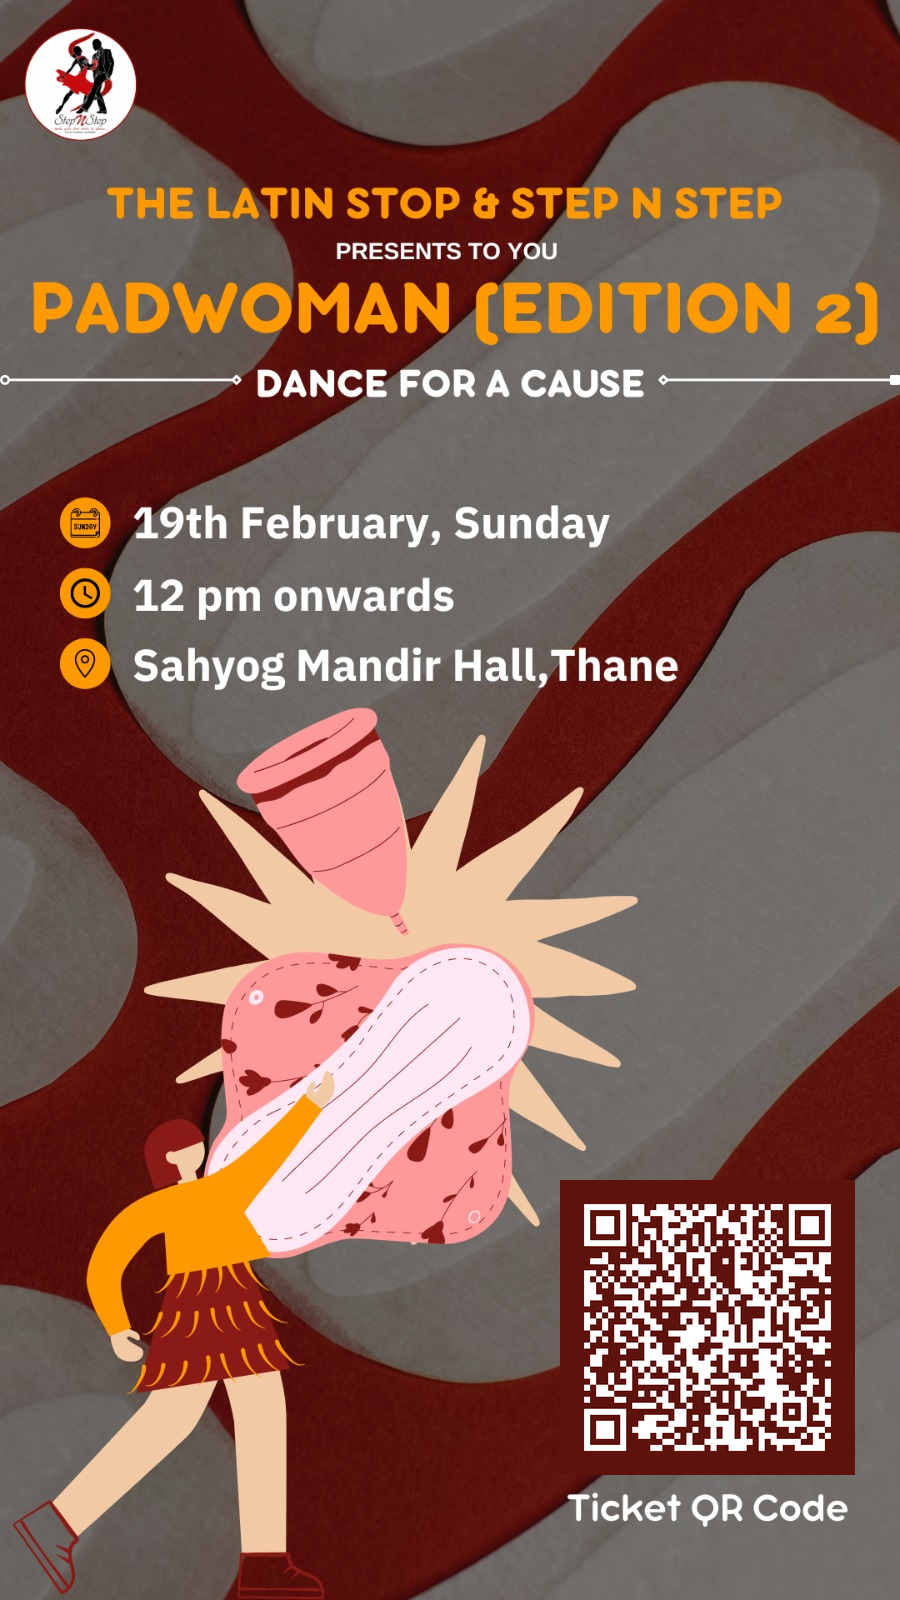 StepNStep
THE LATIN STOP & STEP N STEP
PRESENTS TO YOU
PADWOMAN (EDITION 2)
DANCE FOR A CAUSE
SUNDAY
19th February, Sunday
12 pm onwards
Sahyog Mandir Hall,Thane
Ticket QR Code